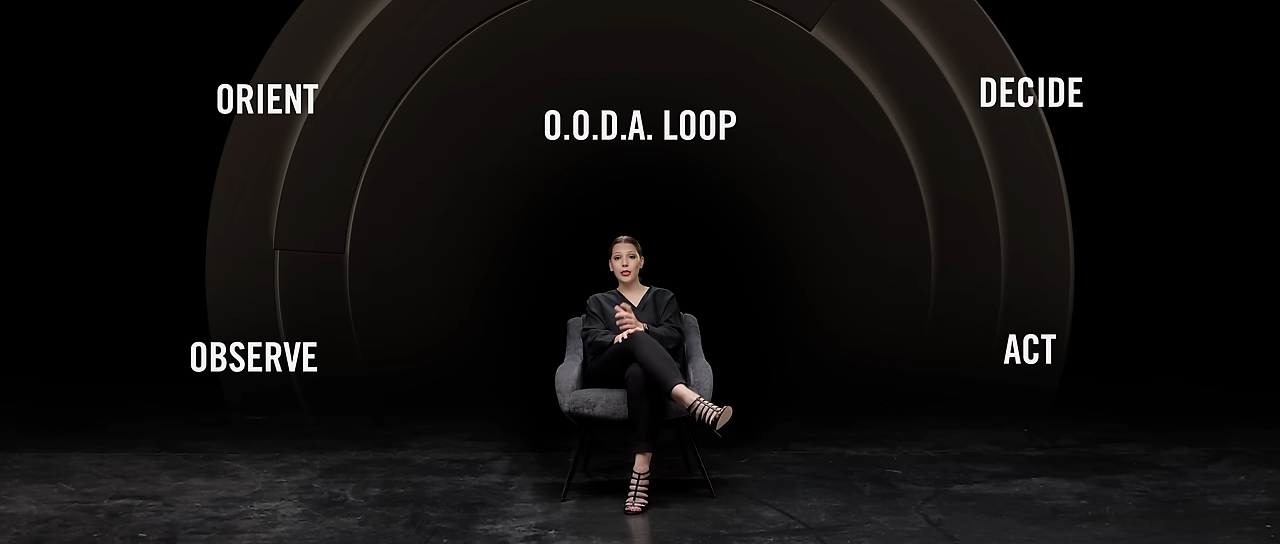 O.O.D.A. LOOP
OBSERVE
ORIENT
DECIDE
ACT